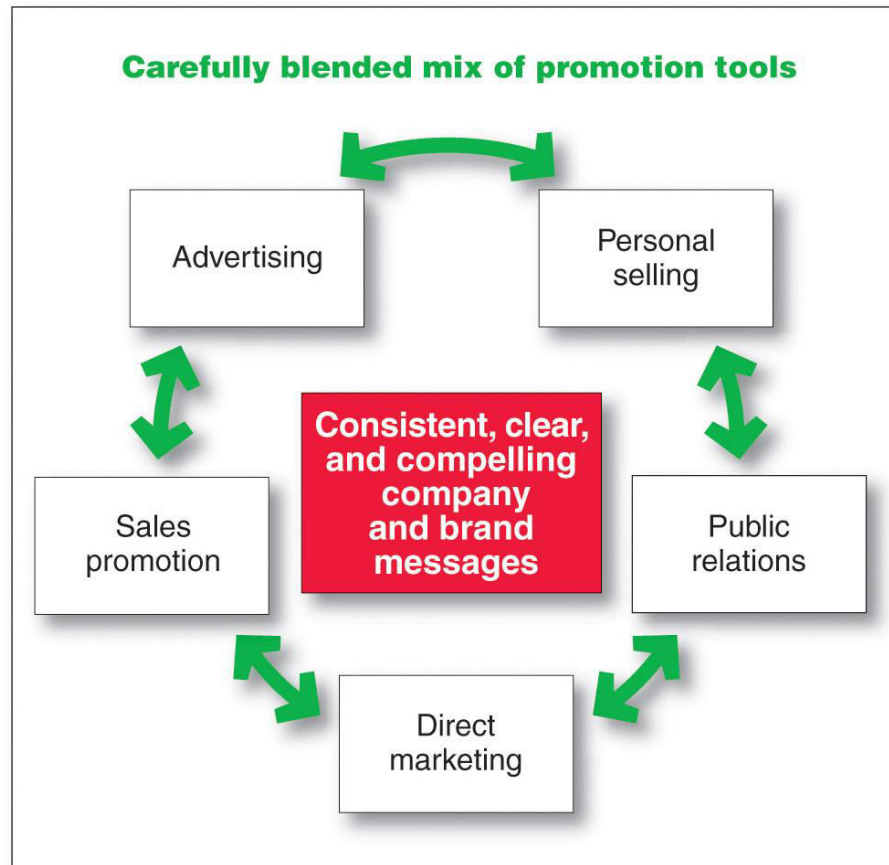 Carefully blended mix of promotion tools
Advertising
Personal
selling
Consistent, clear,
and compelling
company
and brand
messages
Sales
promotion
Public
relations
Direct
marketing